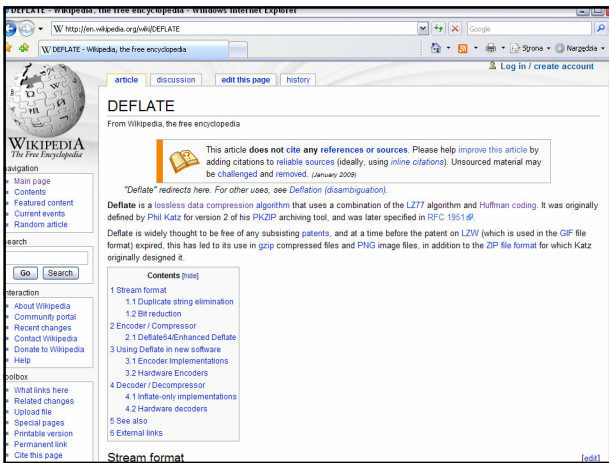 DEFLATE - Wikipedia, the free encyclopedia - Windows Internet Explorer
W http://en.wikipedia.org/wiki/DEFLATE
Google
W DEFLATE - Wikipedia, the free encyclopedia
Strona
Narzędzia
Log in / create account
article
discussion
edit this page
history
WIKIPEDIA
The Free Encyclopedia
navigation
Main page
Contents
Featured content
Current events
Random article
search
Go
Search
interaction
About Wikipedia
Community portal
Recent changes
Contact Wikipedia
Donate to Wikipedia
Help
toolbox
What links here
Related changes
Upload file
Special pages
Printable version
Permanent link
Cite this page
DEFLATE
From Wikipedia, the free encyclopedia
This article does not cite any references or sources. Please help improve this article by
adding citations to reliable sources (ideally, using inline citations). Unsourced material may
be challenged and removed. (January 2009)
"Deflate" redirects here. For other uses, see Deflation (disambiguation).
Deflate is a lossless data compression algorithm that uses a combination of the LZ77 algorithm and Huffman coding. It was originally
defined by Phil Katz for version 2 of his PKZIP archiving tool, and was later specified in RFC 1951.
Deflate is widely thought to be free of any subsisting patents, and at a time before the patent on LZW (which is used in the GIF file
format) expired, this has led to its use in gzip compressed files and PNG image files, in addition to the ZIP file format for which Katz
originally designed it.
Contents [hide]
1 Stream format
1.1 Duplicate string elimination
1.2 Bit reduction
2 Encoder / Compressor
2.1 Deflate64/Enhanced Deflate
3 Using Deflate in new software
3.1 Encoder Implementations
3.2 Hardware Encoders
4 Decoder / Decompressor
4.1 Inflate-only implementations
4.2 Hardware decoders
5 See also
6 External links
Stream format
[edit]